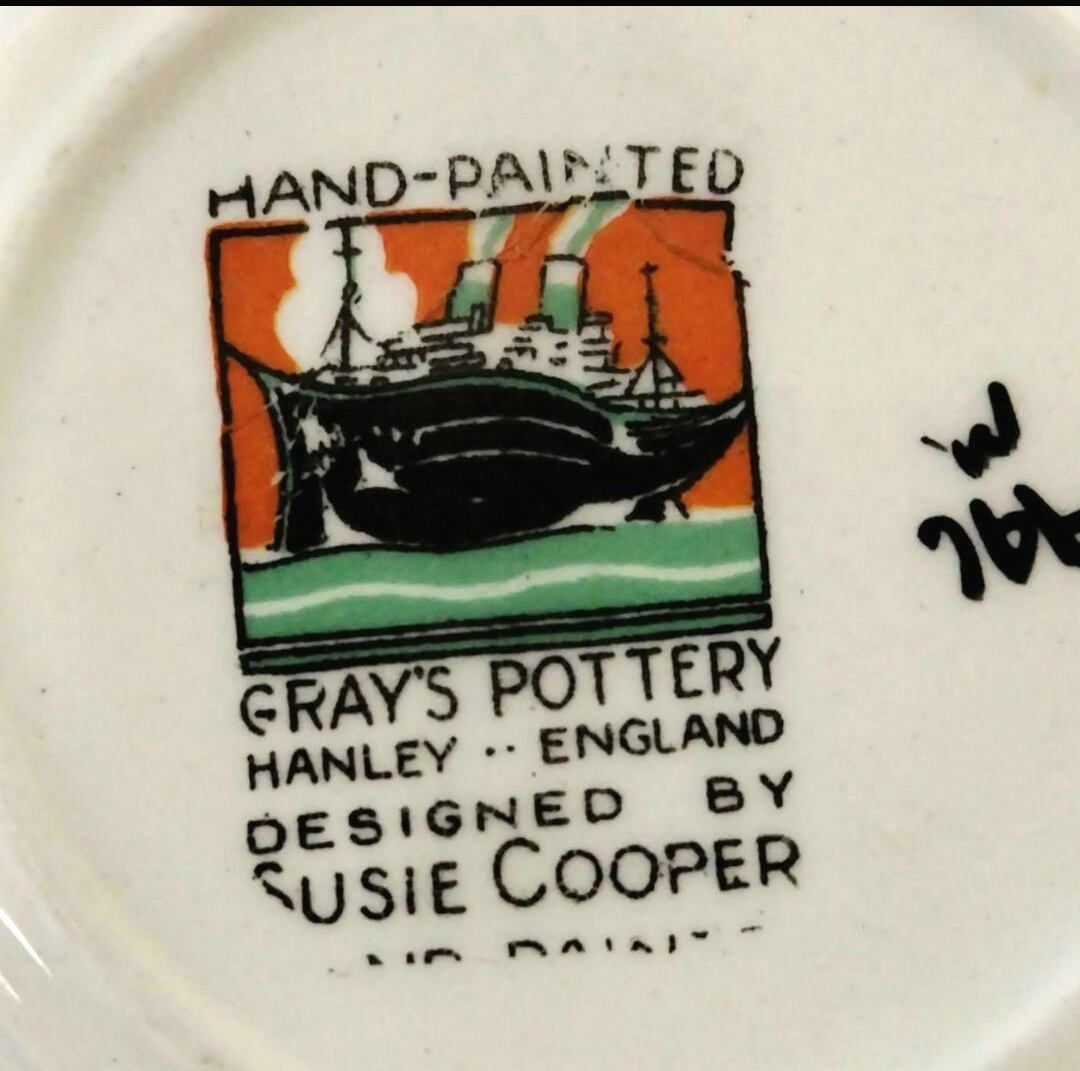 HAND-PAINTED
GRAY'S POTTERY
HANLEY ·· ENGLAND
DESIGNED BY
SUSIE COOPER